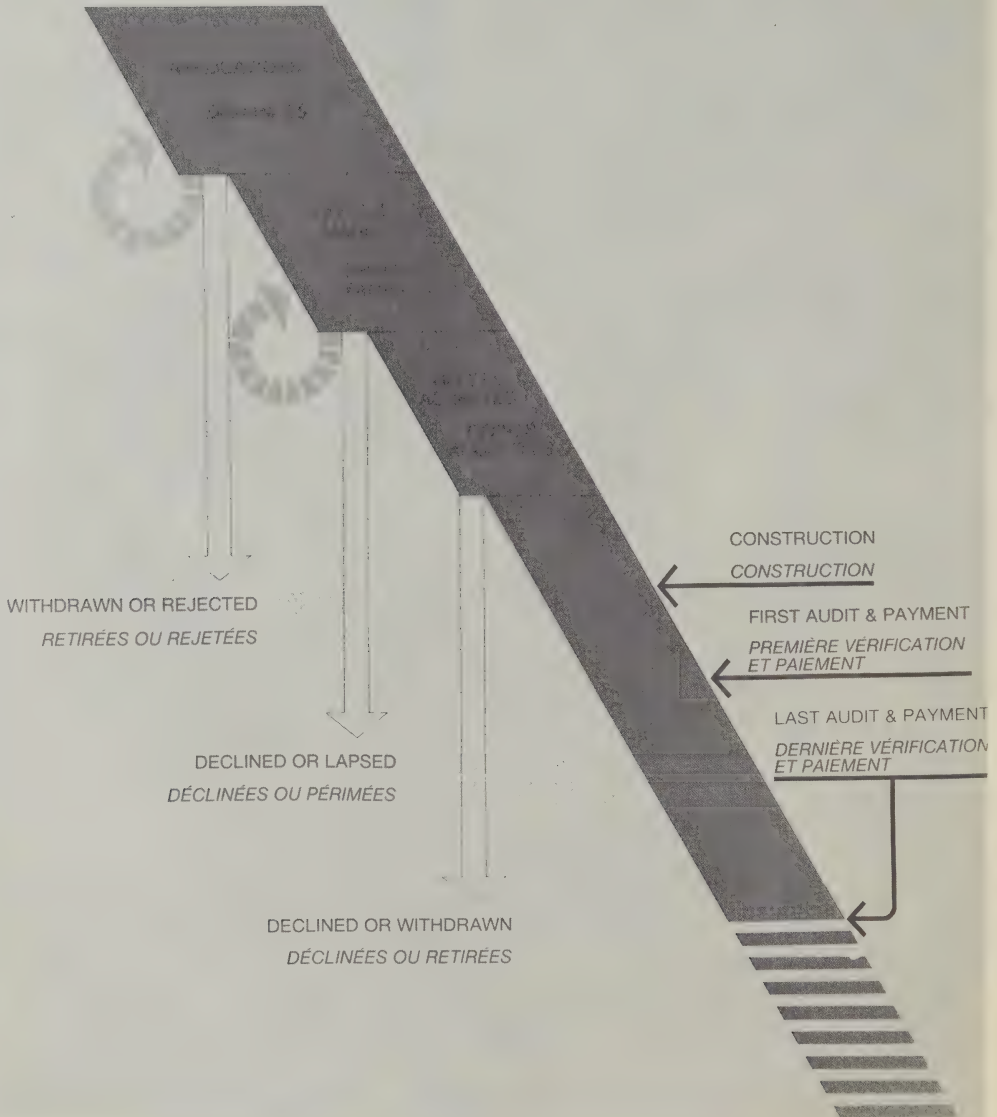 WITHDRAWN OR REJECTED
RETIRÉES OU REJETÉES
DECLINED OR LAPSED
DÉCLINÉES OU PÉRIMÉES
DECLINED OR WITHDRAWN
DÉCLINÉES OU RETIRÉES
CONSTRUCTION
CONSTRUCTION
FIRST AUDIT & PAYMENT
PREMIÈRE VÉRIFICATION
ET PAIEMENT
LAST AUDIT & PAYMENT
DERNIÈRE VÉRIFICATION
ET PAIEMENT